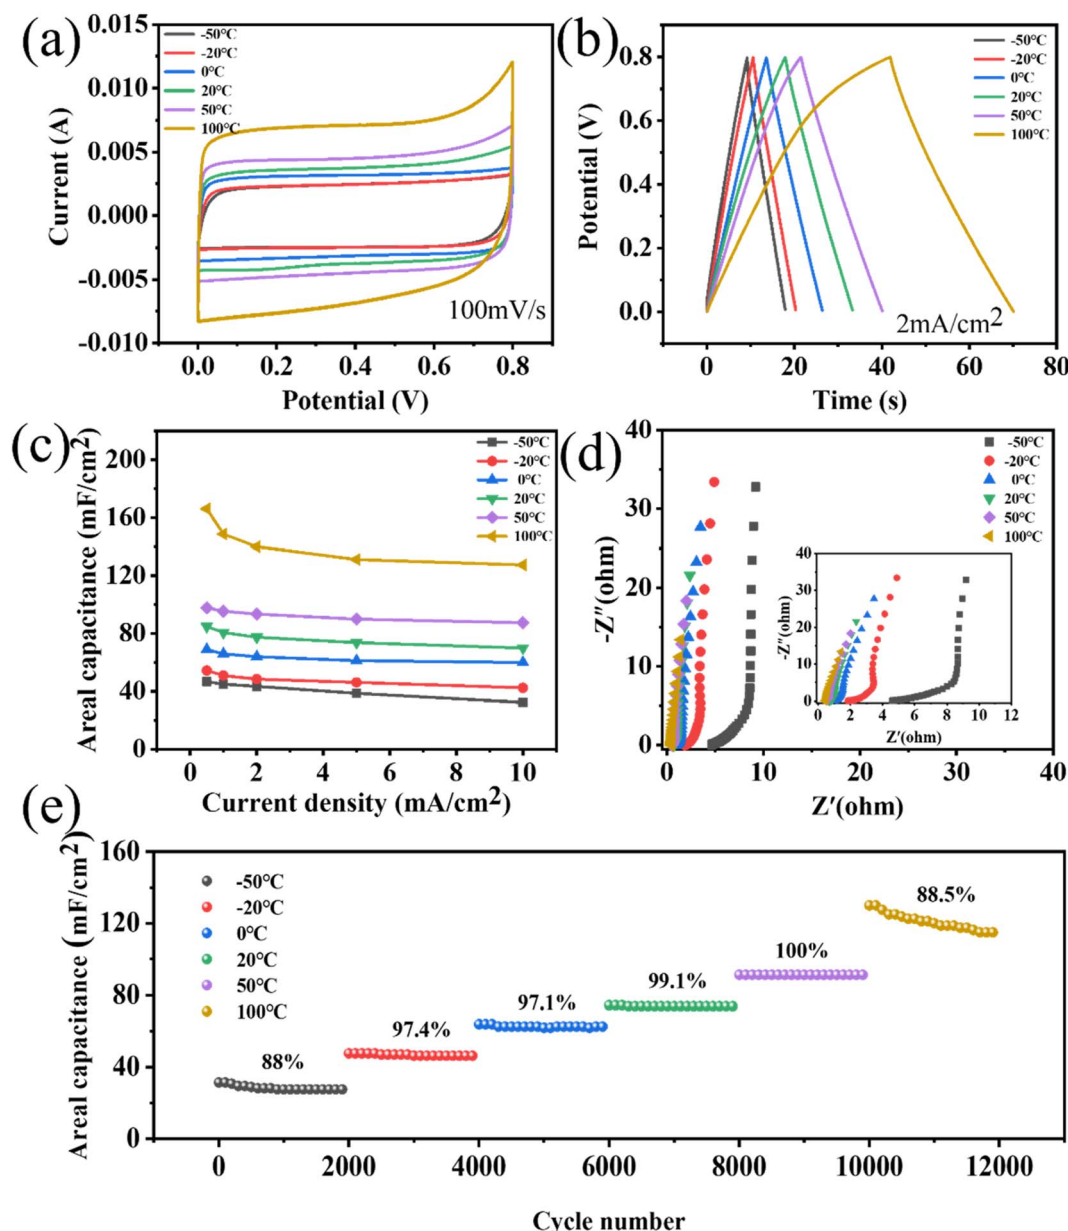 (a)
0.015
0.010
0.005
0.000
-0.005
-0.010
Current (A)
-50°C
-20°C
0°C
20°C
50°C
100°C
100mV/s
0.0 0.2 0.4 0.6 0.8
Potential (V)
(b)
0.8
0.6
0.4
0.2
0.0
Potential (V)
-50°C
-20°C
0°C
20°C
50°C
100°C
2mA/cm²
0 20 40 60 80
Time (s)
(c)
200
160
120
80
40
0
Areal capacitance (mF/cm²)
-50°C
-20°C
0°C
20°C
50°C
100°C
0 2 4 6 8 10
Current density (mA/cm²)
(d)
40
30
20
10
0
-Z″(ohm)
-50°C
-20°C
0°C
20°C
50°C
100°C
40
30
20
10
0
-Z″(ohm)
0 2 4 6 8 10 12
Z′(ohm)
0 10 20 30 40
Z′(ohm)
(e)
160
120
80
40
0
Areal capacitance (mF/cm²)
-50°C
-20°C
0°C
20°C
50°C
100°C
88%
97.4%
97.1%
99.1%
100%
88.5%
0 2000 4000 6000 8000 10000 12000
Cycle number